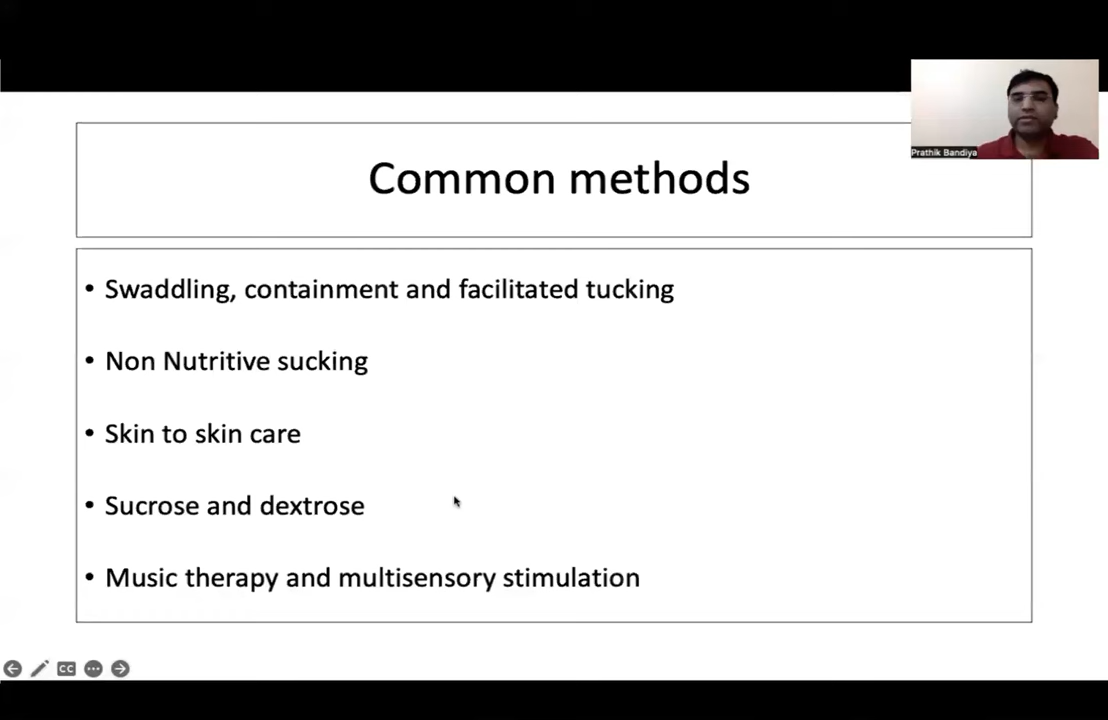 Prathik Bandiya
Common methods
• Swaddling, containment and facilitated tucking
• Non Nutritive sucking
• Skin to skin care
• Sucrose and dextrose
• Music therapy and multisensory stimulation
CC